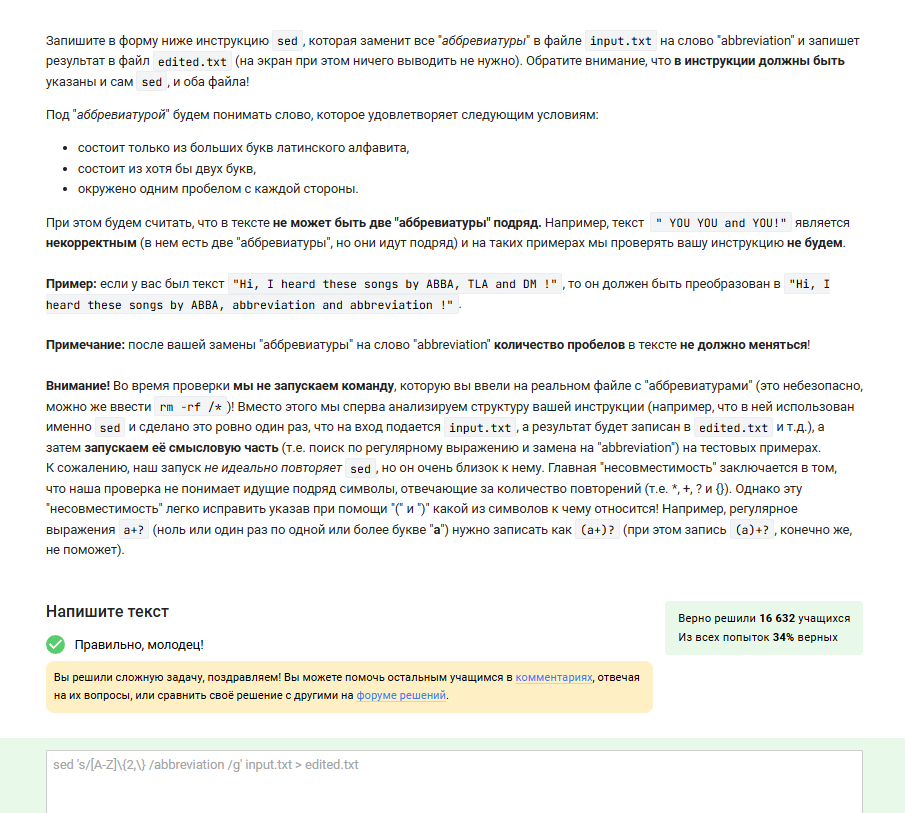 Запишите в форму ниже инструкцию sed, которая заменит все "аббревиатуры" в файле input.txt на слово "abbreviation" и запишет
результат в файл edited.txt (на экран при этом ничего выводить не нужно). Обратите внимание, что в инструкции должны быть
указаны и сам sed, и оба файла!
Под "аббревиатурой" будем понимать слово, которое удовлетворяет следующим условиям:
• состоит только из больших букв латинского алфавита,
• состоит из хотя бы двух букв,
• окружено одним пробелом с каждой стороны.
При этом будем считать, что в тексте не может быть две "аббревиатуры" подряд. Например, текст " YOU YOU and YOU!" является
некорректным (в нем есть две "аббревиатуры", но они идут подряд) и на таких примерах мы проверять вашу инструкцию не будем.
Пример: если у вас был текст "Hi, I heard these songs by ABBA, TLA and DM !", то он должен быть преобразован в "Hi, I
heard these songs by ABBA, abbreviation and abbreviation !".
Примечание: после вашей замены "аббревиатуры" на слово "abbreviation" количество пробелов в тексте не должно меняться!
Внимание! Во время проверки мы не запускаем команду, которую вы ввели на реальном файле с "аббревиатурами" (это небезопасно,
можно же ввести rm -rf /*)! Вместо этого мы сперва анализируем структуру вашей инструкции (например, что в ней использован
именно sed и сделано это ровно один раз, что на вход подается input.txt, а результат будет записан в edited.txt и т.д.), а
затем запускаем её смысловую часть (т.е. поиск по регулярному выражению и замена на "abbreviation") на тестовых примерах.
К сожалению, наш запуск не идеально повторяет sed, но он очень близок к нему. Главная "несовместимость" заключается в том,
что наша проверка не понимает идущие подряд символы, отвечающие за количество повторений (т.е. *, +, ? и {}). Однако эту
"несовместимость" легко исправить указав при помощи "(" и ")" какой из символов к чему относится! Например, регулярное
выражения a+? (ноль или один раз по одной или более букве "a") нужно записать как (a+)? (при этом запись (a)+?, конечно же,
не поможет).
Напишите текст
Верно решили 16 632 учащихся
Из всех попыток 34% верных
Правильно, молодец!
Вы решили сложную задачу, поздравляем! Вы можете помочь остальным учащимся в комментариях, отвечая
на их вопросы, или сравнить своё решение с другими на форуме решений.
sed 's/[A-Z]\{2,\} /abbreviation /g' input.txt > edited.txt